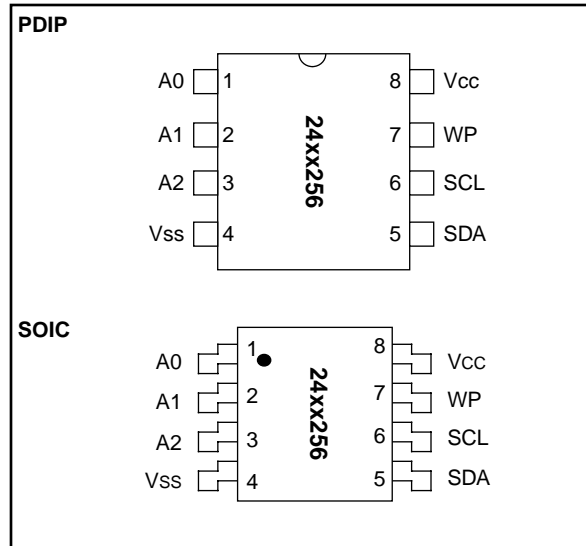 PDIP
A0 1 8 Vcc
A1 2 7 WP
A2 3 6 SCL
Vss 4 5 SDA
24xx256
SOIC
A0 1 8 Vcc
A1 2 7 WP
A2 3 6 SCL
Vss 4 5 SDA
24xx256